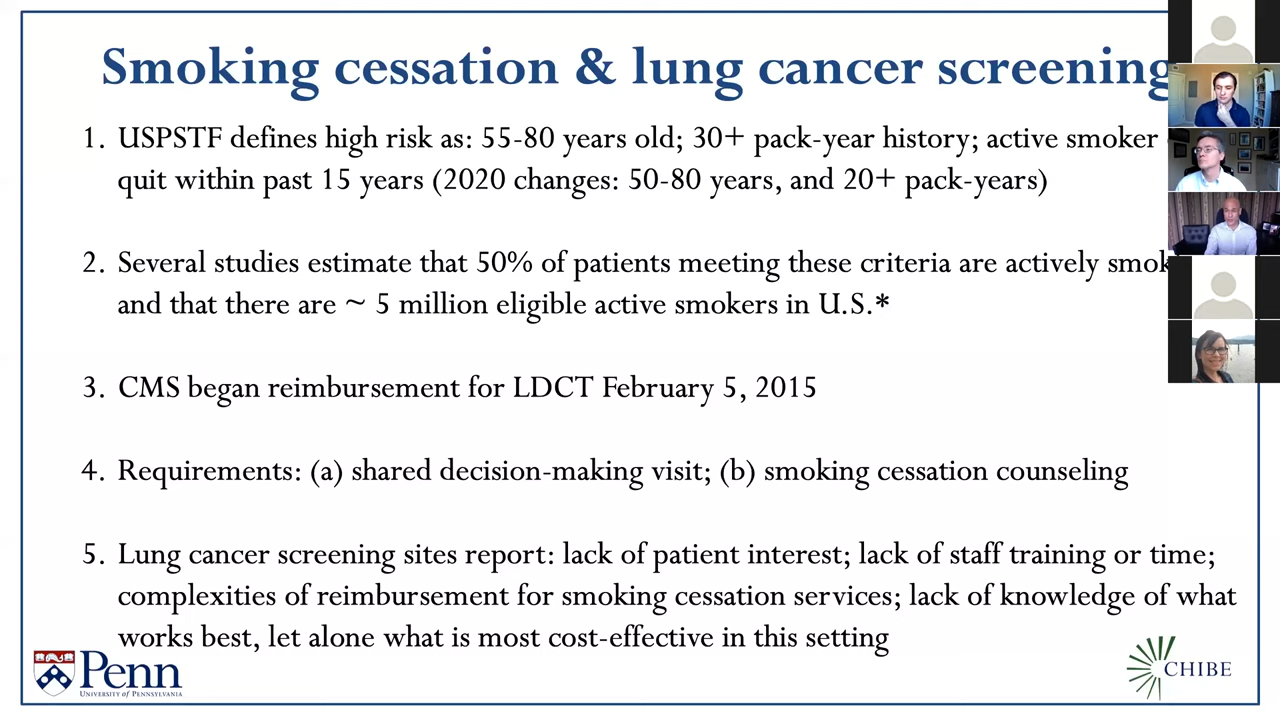 Smoking cessation & lung cancer screening
1. USPSTF defines high risk as: 55-80 years old; 30+ pack-year history; active smoker
quit within past 15 years (2020 changes: 50-80 years, and 20+ pack-years)
2. Several studies estimate that 50% of patients meeting these criteria are actively
and that there are ~ 5 million eligible active smokers in U.S.*
3. CMS began reimbursement for LDCT February 5, 2015
4. Requirements: (a) shared decision-making visit; (b) smoking cessation counseling
5. Lung cancer screening sites report: lack of patient interest; lack of staff training or time;
complexities of reimbursement for smoking cessation services; lack of knowledge of what
works best, let alone what is most cost-effective in this setting
Penn
UNIVERSITY of PENNSYLVANIA
CHIBE